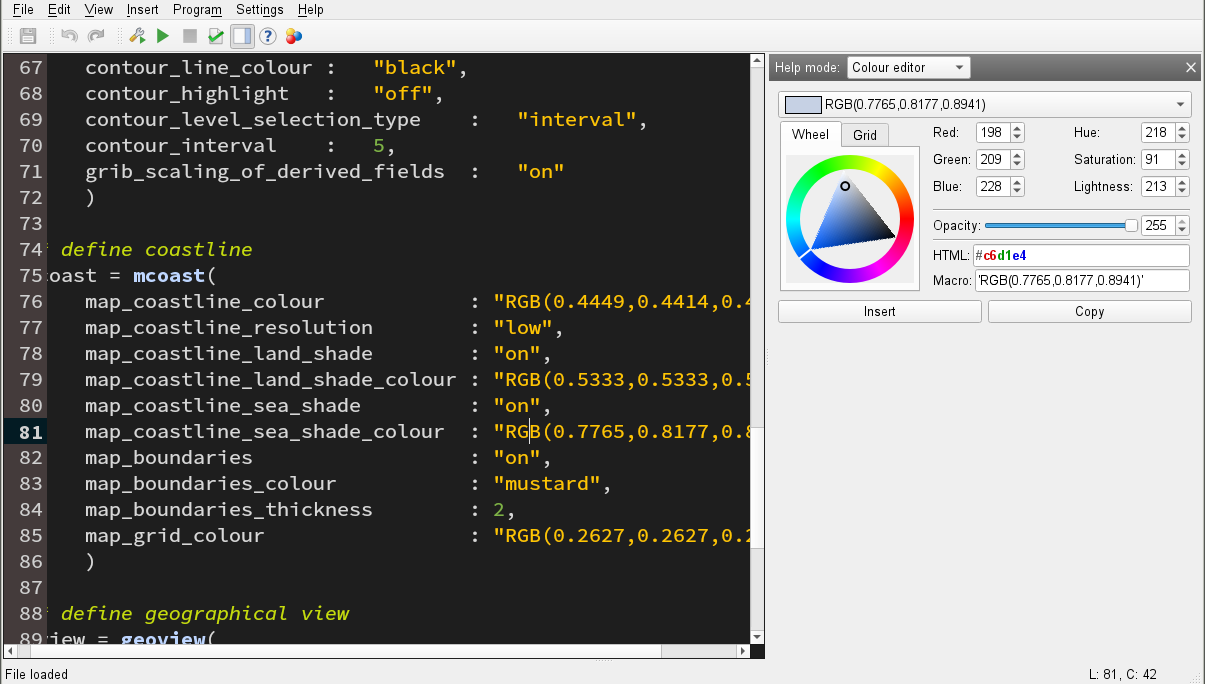 File Edit View Insert Program Settings Help
67 contour_line_colour : "black",
68 contour_highlight : "off",
69 contour_level_selection_type : "interval",
70 contour_interval : 5,
71 grib_scaling_of_derived_fields : "on"
72 )
73
74 define coastline
75 oast = mcoast(
76 map_coastline_colour : "RGB(0.4449,0.4414,0.4
77 map_coastline_resolution : "low",
78 map_coastline_land_shade : "on",
79 map_coastline_land_shade_colour : "RGB(0.5333,0.5333,0.5
80 map_coastline_sea_shade : "on",
81 map_coastline_sea_shade_colour : "RGB(0.7765,0.8177,0.8
82 map_boundaries : "on",
83 map_boundaries_colour : "mustard",
84 map_boundaries_thickness : 2,
85 map_grid_colour : "RGB(0.2627,0.2627,0.2
86 )
87
88 define geographical view
89 iew = geoview(
Help mode: Colour editor
RGB(0.7765,0.8177,0.8941)
Wheel Grid
Red: 198 Hue: 218
Green: 209 Saturation: 91
Blue: 228 Lightness: 213
Opacity: 255
HTML: #c6d1e4
Macro: 'RGB(0.7765,0.8177,0.8941)'
Insert Copy
File loaded L: 81, C: 42